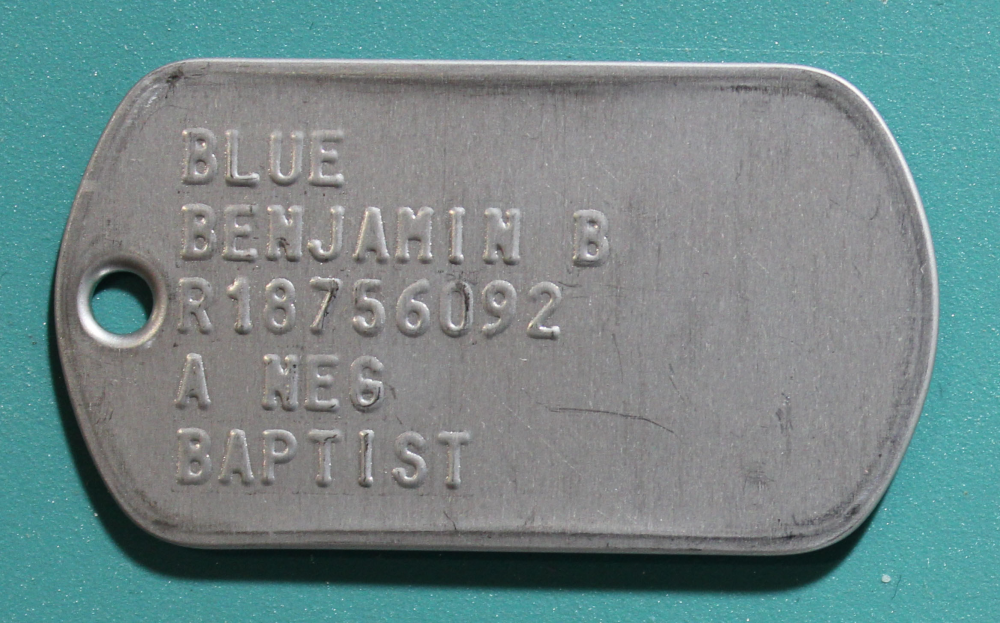 BLUE
BENJAMIN B
R18756092
A NEG
BAPTIST